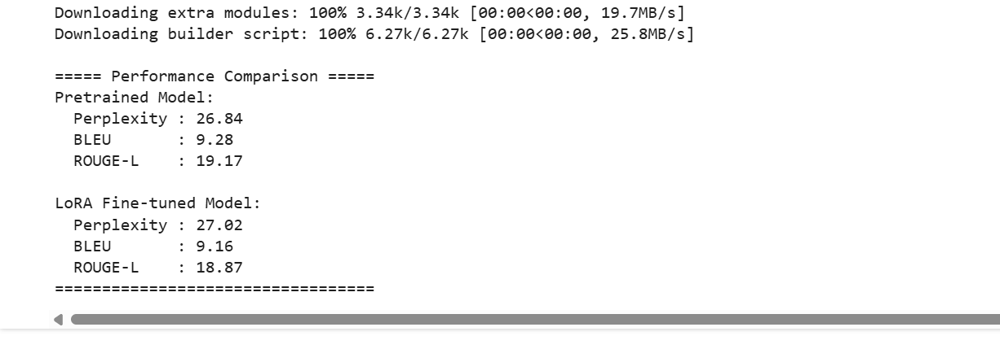 Downloading extra modules: 100% 3.34k/3.34k [00:00<00:00, 19.7MB/s]
Downloading builder script: 100% 6.27k/6.27k [00:00<00:00, 25.8MB/s]

===== Performance Comparison =====
Pretrained Model:
  Perplexity : 26.84
  BLEU       : 9.28
  ROUGE-L    : 19.17

LoRA Fine-tuned Model:
  Perplexity : 27.02
  BLEU       : 9.16
  ROUGE-L    : 18.87
==================================